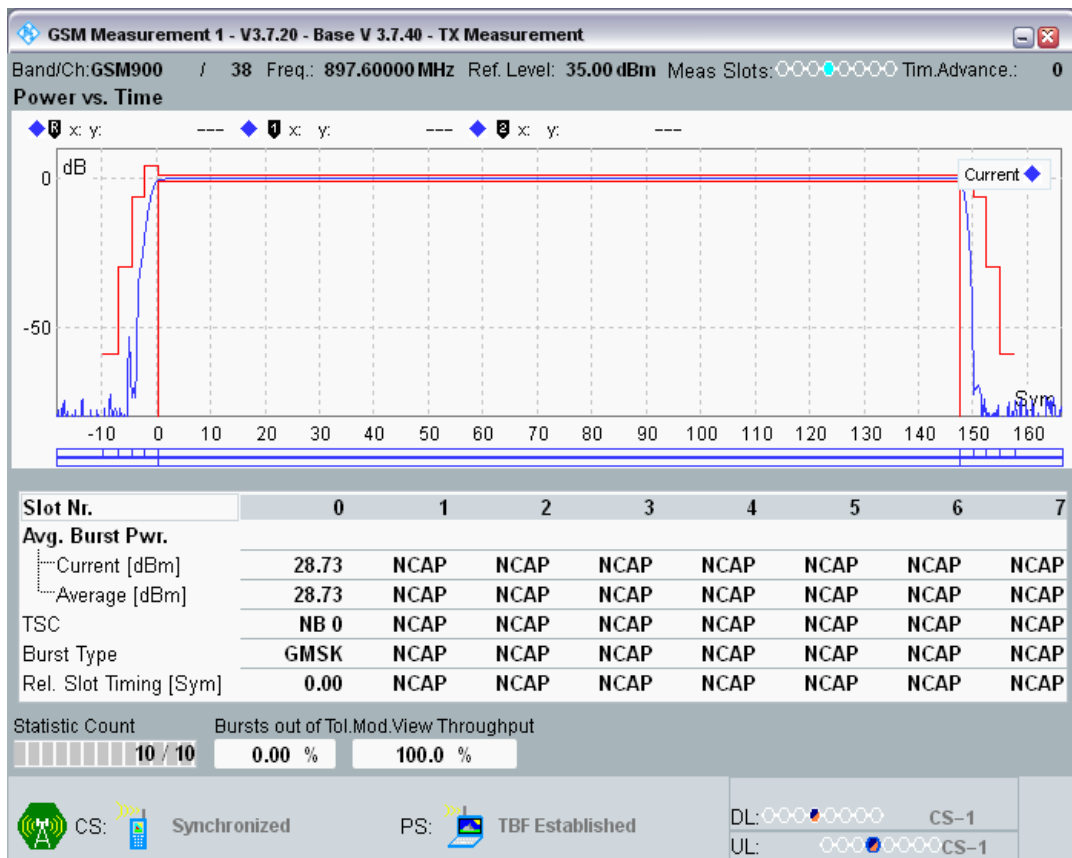 GSM Measurement 1 - V3.7.20 - Base V 3.7.40 - TX Measurement
Band/Ch:GSM900 / 38 Freq.: 897.60000 MHz Ref. Level: 35.00 dBm Meas Slots: Tim.Advance.: 0
Power vs. Time
R x: y: --- 1 x: y: --- 2 x: y: ---
dB
Current
0
-50
Sym
-10 0 10 20 30 40 50 60 70 80 90 100 110 120 130 140 150 160
Slot Nr. 0 1 2 3 4 5 6 7
Avg. Burst Pwr.
Current [dBm] 28.73 NCAP NCAP NCAP NCAP NCAP NCAP NCAP
Average [dBm] 28.73 NCAP NCAP NCAP NCAP NCAP NCAP NCAP
TSC NB 0 NCAP NCAP NCAP NCAP NCAP NCAP NCAP
Burst Type GMSK NCAP NCAP NCAP NCAP NCAP NCAP NCAP
Rel. Slot Timing [Sym] 0.00 NCAP NCAP NCAP NCAP NCAP NCAP NCAP
Statistic Count Bursts out of Tol.Mod.View Throughput
10 / 10 0.00 % 100.0 %
CS: Synchronized PS: TBF Established
DL: CS-1
UL: CS-1